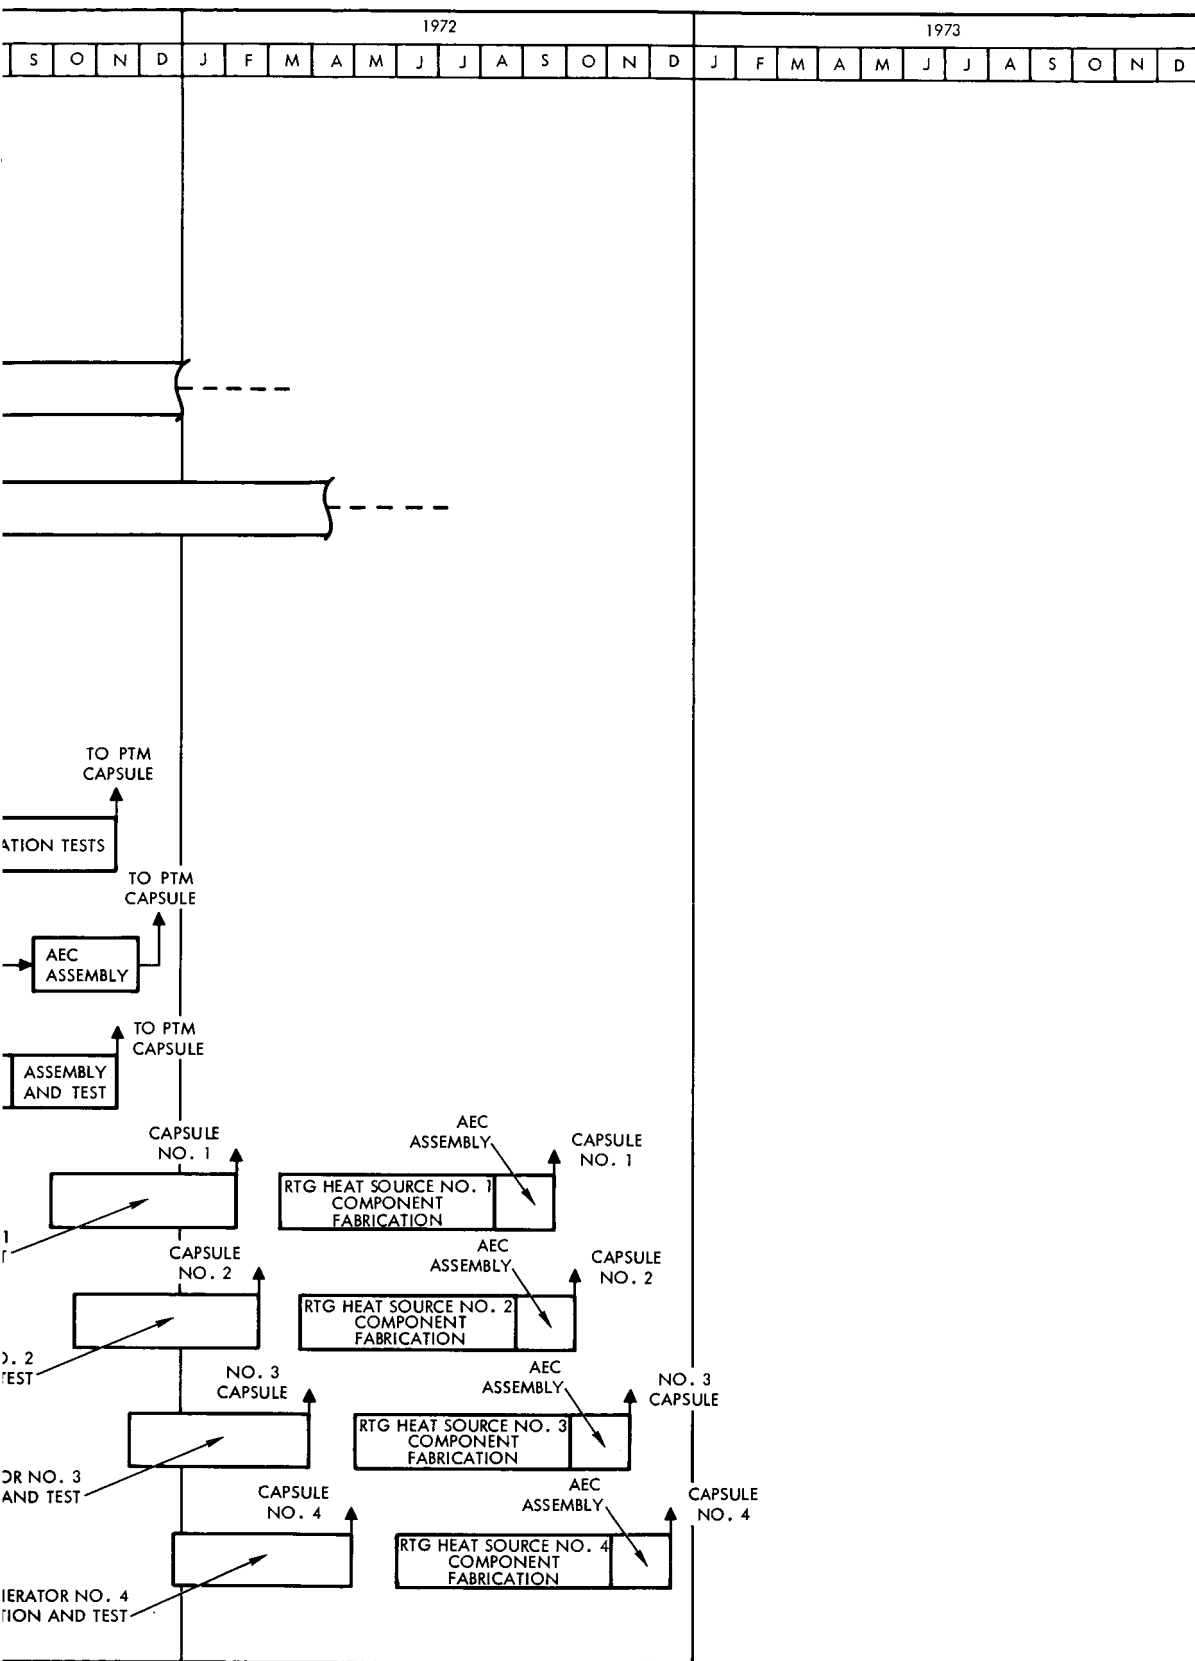 1972
1973
S O N D J F M A M J J A S O N D J F M A M J J A S O N D
TO PTM
CAPSULE
ATION TESTS
TO PTM
CAPSULE
AEC
ASSEMBLY
TO PTM
CAPSULE
ASSEMBLY
AND TEST
CAPSULE
NO. 1
AEC
ASSEMBLY
CAPSULE
NO. 1
RTG HEAT SOURCE NO. 1
COMPONENT
FABRICATION
1
T
CAPSULE
NO. 2
AEC
ASSEMBLY
CAPSULE
NO. 2
RTG HEAT SOURCE NO. 2
COMPONENT
FABRICATION
O. 2
TEST
NO. 3
CAPSULE
AEC
ASSEMBLY
NO. 3
CAPSULE
RTG HEAT SOURCE NO. 3
COMPONENT
FABRICATION
OR NO. 3
AND TEST
CAPSULE
NO. 4
AEC
ASSEMBLY
CAPSULE
NO. 4
RTG HEAT SOURCE NO. 4
COMPONENT
FABRICATION
NERATOR NO. 4
TION AND TEST